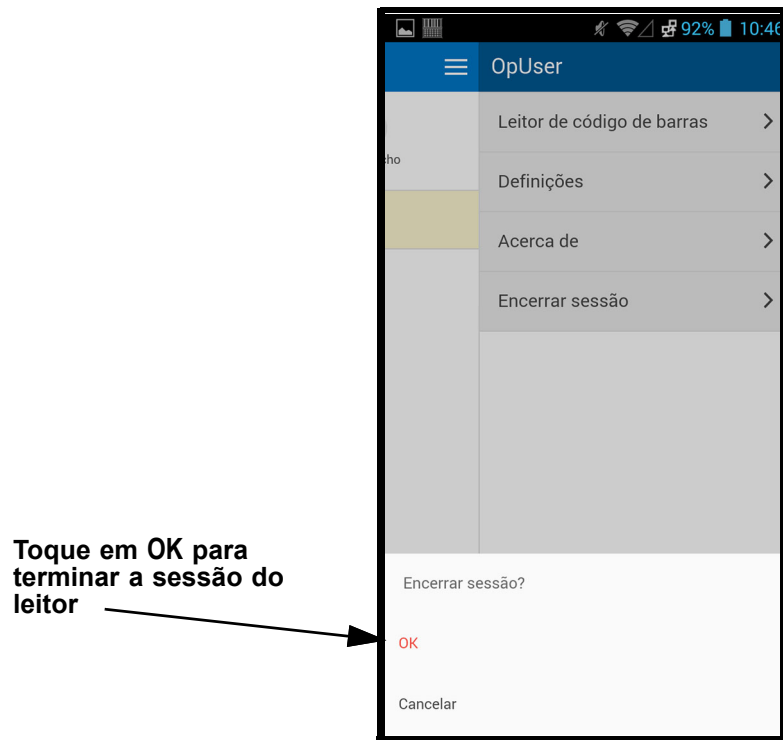 92% 10:46
OpUser
Leitor de código de barras
cho
Definições
Acerca de
Encerrar sessão
Toque em OK para
terminar a sessão do
leitor
Encerrar sessão?
OK
Cancelar